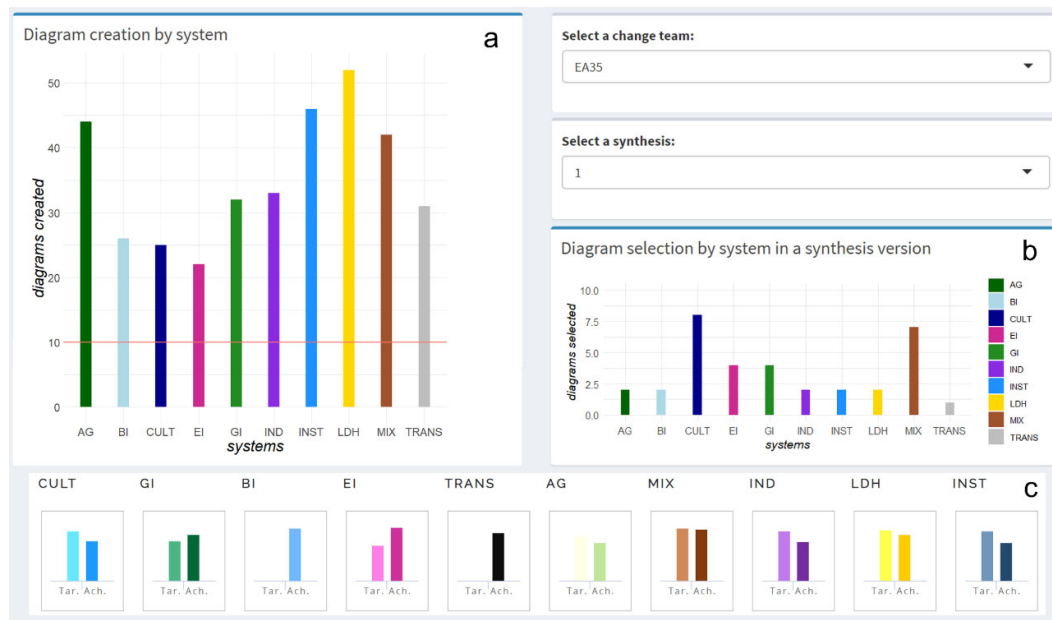 Diagram creation by system
a
diagrams created
50
40
30
20
10
0
AG BI CULT EI GI IND INST LDH MIX TRANS
systems
Select a change team:
EA35
Select a synthesis:
1
Diagram selection by system in a synthesis version
b
diagrams selected
10.0
7.5
5.0
2.5
0.0
AG BI CULT EI GI IND INST LDH MIX TRANS
systems
AG
BI
CULT
EI
GI
IND
INST
LDH
MIX
TRANS
c
CULT GI BI EI TRANS AG MIX IND LDH INST
Tar. Ach. Tar. Ach. Tar. Ach. Tar. Ach. Tar. Ach. Tar. Ach. Tar. Ach. Tar. Ach. Tar. Ach. Tar. Ach.